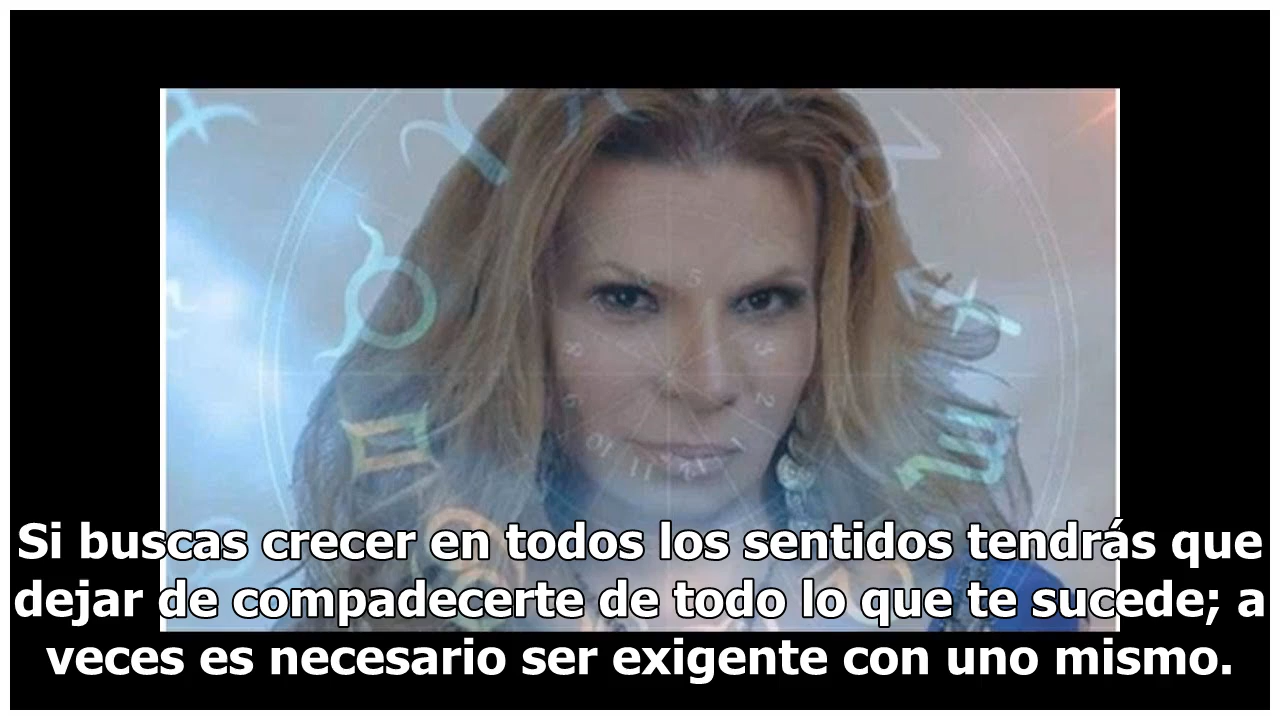 Si buscas crecer en todos los sentidos tendrás que
dejar de compadecerte de todo lo que te sucede; a
veces es necesario ser exigente con uno mismo.